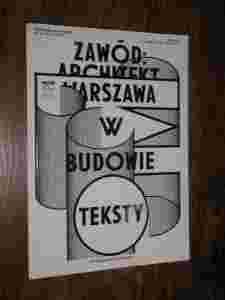 ZAWÓD:
ARCHITEKT
WARSZAWA
W
BUDOWIE
TEKSTY